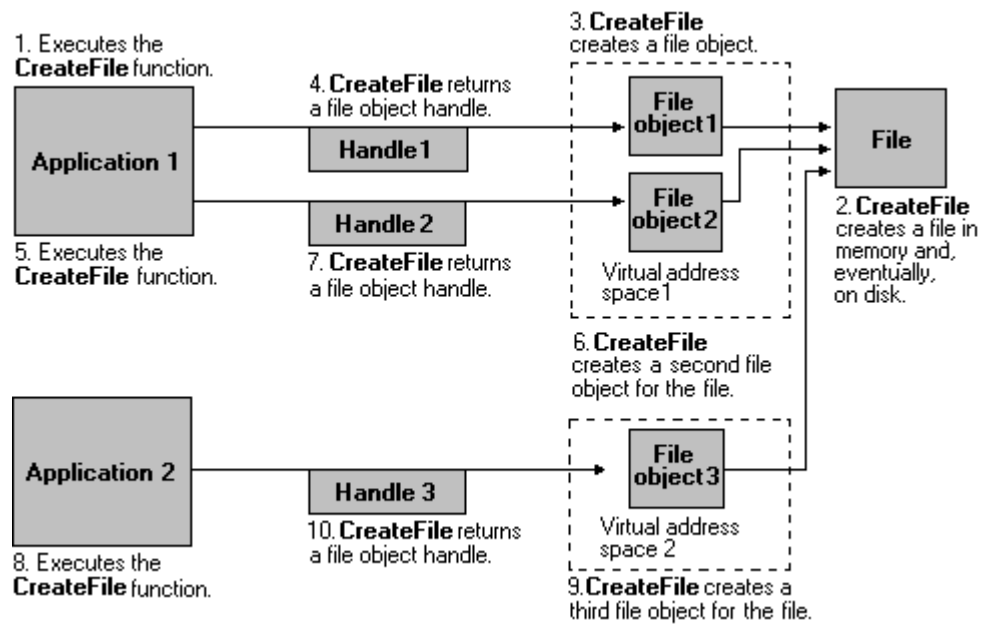 1. Executes the
CreateFile function.
Application 1
5. Executes the
CreateFile function.
4. CreateFile returns
a file object handle.
Handle1
Handle 2
7. CreateFile returns
a file object handle.
3. CreateFile
creates a file object.
File
object1
File
object2
Virtual address
space1
6. CreateFile
creates a second file
object for the file.
File
2. CreateFile
creates a file in
memory and,
eventually,
on disk.
Application 2
8. Executes the
CreateFile function.
Handle 3
10. CreateFile returns
a file object handle.
File
object3
Virtual address
space 2
9. CreateFile creates a
third file object for the file.